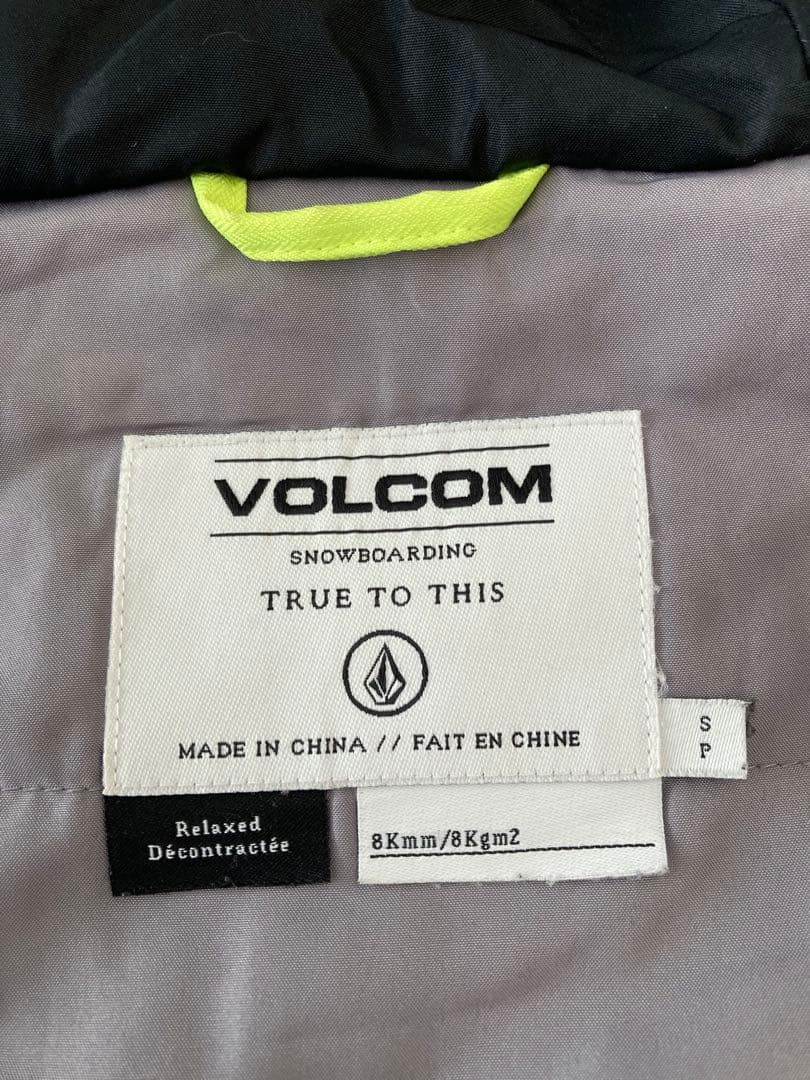 VOLCOM
SNOWBOARDING
TRUE TO THIS
MADE IN CHINA // FAIT EN CHINE
S
P
Relaxed
Décontractée
8Kmm/8Kgm2